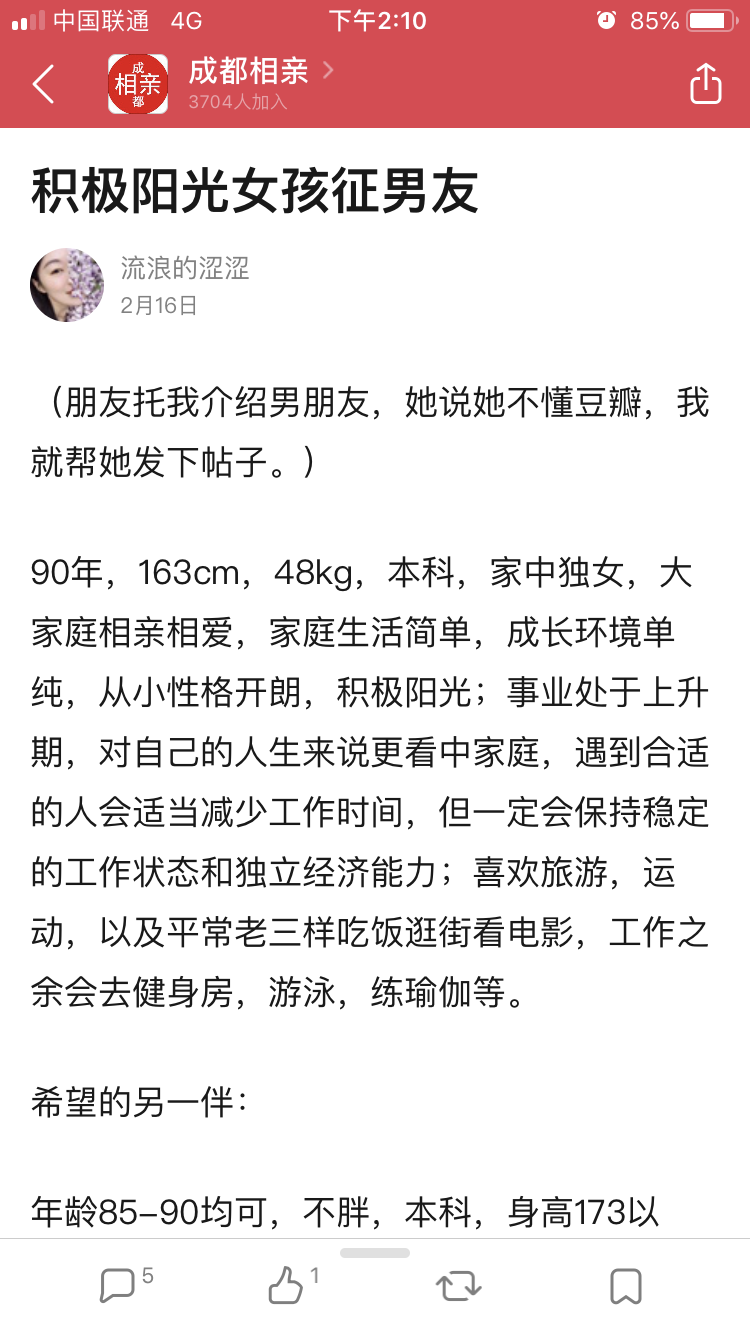 中国联通 4G 下午2:10 85%
成都相亲
成
相亲
都
3704人加入
积极阳光女孩征男友
流浪的涩涩
2月16日
（朋友托我介绍男朋友，她说她不懂豆瓣，我
就帮她发下帖子。）
90年，163cm，48kg，本科，家中独女，大
家庭相亲相爱，家庭生活简单，成长环境单
纯，从小性格开朗，积极阳光；事业处于上升
期，对自己的人生来说更看中家庭，遇到合适
的人会适当减少工作时间，但一定会保持稳定
的工作状态和独立经济能力；喜欢旅游，运
动，以及平常老三样吃饭逛街看电影，工作之
余会去健身房，游泳，练瑜伽等。
希望的另一伴：
年龄85-90均可，不胖，本科，身高173以
5 1